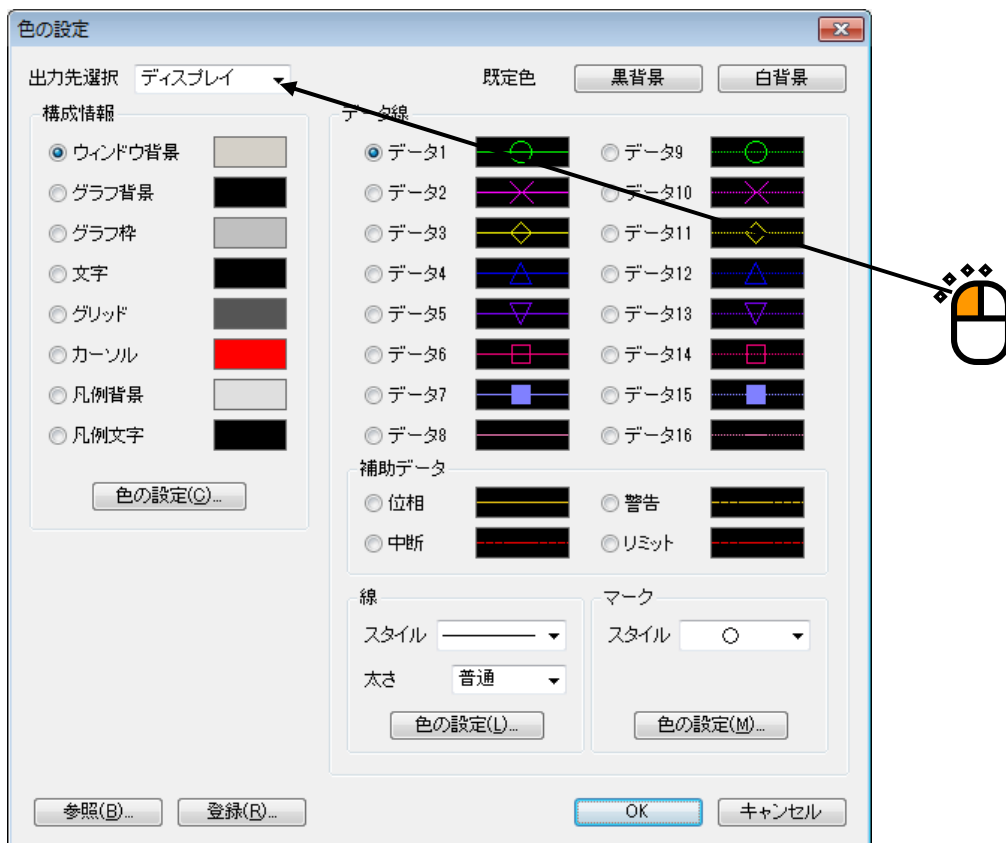 色の設定
出力先選択 ディスプレイ 既定色 黒背景 白背景
構成情報
ウィンドウ背景
グラフ背景
グラフ枠
文字
グリッド
カーソル
凡例背景
凡例文字
色の設定(C)...
データ線
データ1 データ9
データ2 データ10
データ3 データ11
データ4 データ12
データ5 データ13
データ6 データ14
データ7 データ15
データ8 データ16
補助データ
位相 警告
中断 リミット
線
スタイル
太さ 普通
色の設定(L)...
マーク
スタイル
色の設定(M)...
参照(B)... 登録(R)... OK キャンセル